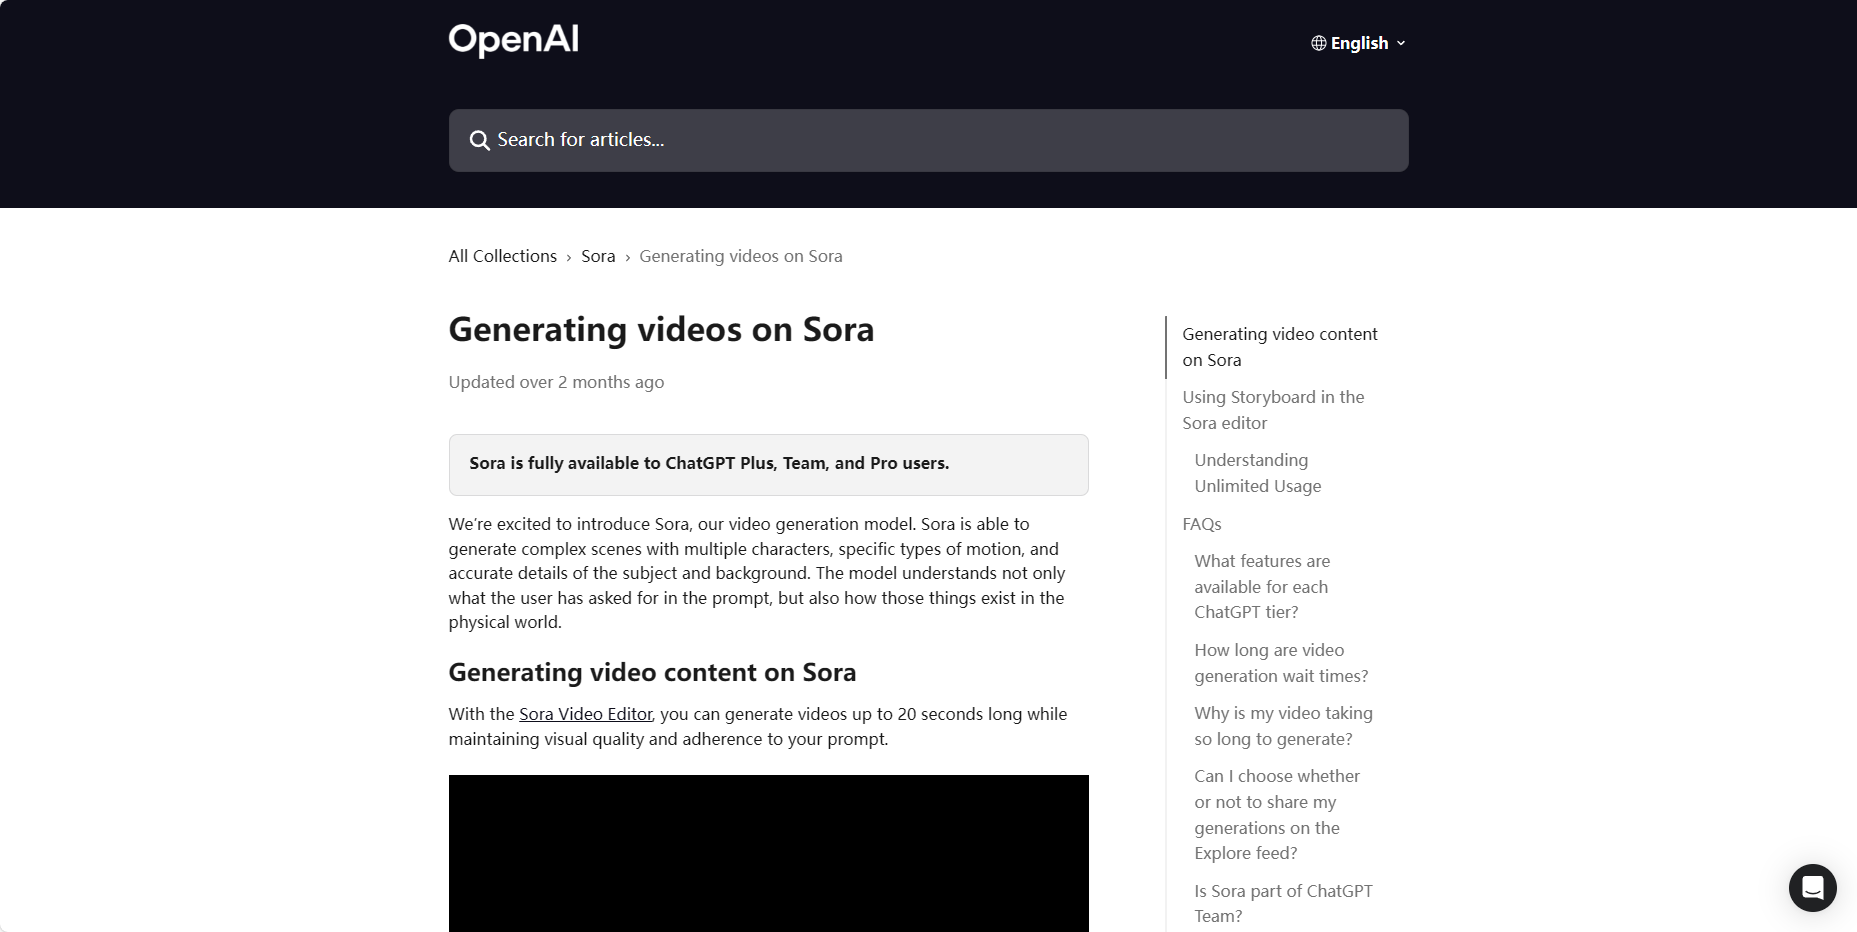 OpenAI
English
Search for articles...
All Collections › Sora › Generating videos on Sora
Generating videos on Sora
Updated over 2 months ago
Sora is fully available to ChatGPT Plus, Team, and Pro users.
We’re excited to introduce Sora, our video generation model. Sora is able to
generate complex scenes with multiple characters, specific types of motion, and
accurate details of the subject and background. The model understands not only
what the user has asked for in the prompt, but also how those things exist in the
physical world.
Generating video content on Sora
With the Sora Video Editor, you can generate videos up to 20 seconds long while
maintaining visual quality and adherence to your prompt.
Generating video content
on Sora
Using Storyboard in the
Sora editor
Understanding
Unlimited Usage
FAQs
What features are
available for each
ChatGPT tier?
How long are video
generation wait times?
Why is my video taking
so long to generate?
Can I choose whether
or not to share my
generations on the
Explore feed?
Is Sora part of ChatGPT
Team?